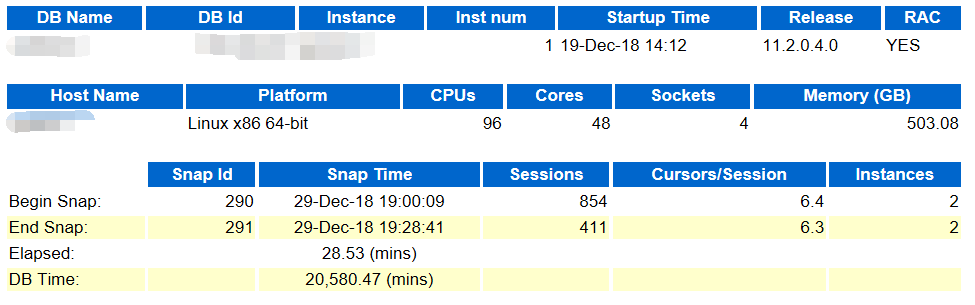 DB Name DB Id Instance Inst num Startup Time Release RAC
1 19-Dec-18 14:12 11.2.0.4.0 YES
Host Name Platform CPUs Cores Sockets Memory (GB)
Linux x86 64-bit 96 48 4 503.08
Snap Id Snap Time Sessions Cursors/Session Instances
Begin Snap: 290 29-Dec-18 19:00:09 854 6.4 2
End Snap: 291 29-Dec-18 19:28:41 411 6.3 2
Elapsed: 28.53 (mins)
DB Time: 20,580.47 (mins)